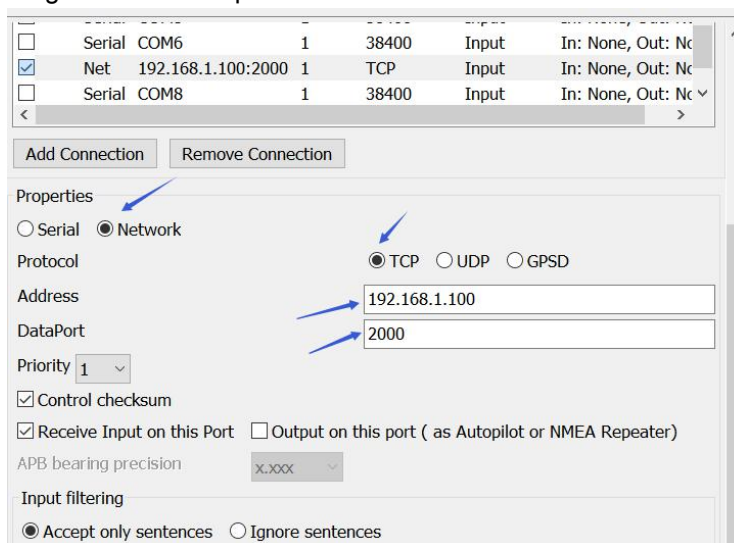 Serial COM6 1 38400 Input In: None, Out: Nc
Net 192.168.1.100:2000 1 TCP Input In: None, Out: Nc
Serial COM8 1 38400 Input In: None, Out: Nc
Add Connection Remove Connection
Properties
Serial Network
Protocol TCP UDP GPSD
Address 192.168.1.100
DataPort 2000
Priority 1
Control checksum
Receive Input on this Port Output on this port ( as Autopilot or NMEA Repeater)
APB bearing precision x.xxx
Input filtering
Accept only sentences Ignore sentences